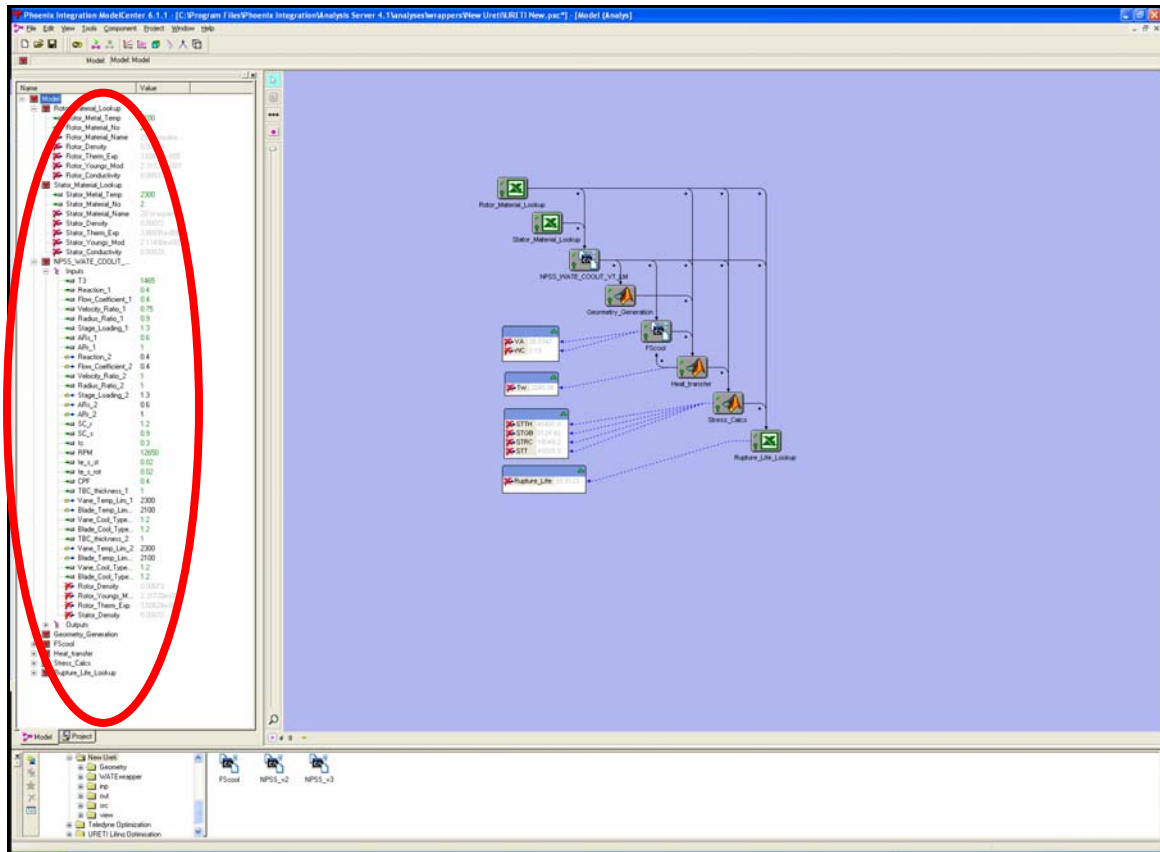 Phoenix Integration ModelCenter 6.1.1 - [C:\Program Files\Phoenix Integration\Analysis Server 4.1\analyses\wrappers\New Ureti\URETI New.pxc*] - [Model (Analys]
File Edit View Tools Component Project Window Help
Model: Model:Model
Name Value
Model
Rotor_Material_Lookup
Rotor_Metal_Temp
Rotor_Material_No
Rotor_Material_Name
Rotor_Density
Rotor_Therm_Exp
Rotor_Youngs_Mod
Rotor_Conductivity
Stator_Material_Lookup
Stator_Metal_Temp 2300
Stator_Material_No 2
Stator_Material_Name
Stator_Density 0.00072
Stator_Therm_Exp
Stator_Youngs_Mod
Stator_Conductivity
NPSS_WATE_COOLIT_...
Inputs
T3 1465
Reaction_1 0.4
Flow_Coefficient_1 0.4
Velocity_Ratio_1 0.75
Radius_Ratio_1 0.9
Stage_Loading_1 1.3
0.6
1
Reaction_2 0.4
Flow_Coefficient_2 0.4
Velocity_Ratio_2 1
Radius_Ratio_2 1
Stage_Loading_2 1.3
0.6
1
SC_r 1.2
SC_s 0.9
0.3
RPM 12650
te_s_st 0.02
te_s_rot 0.02
CPF 0.4
TBC_thickness_1 1
Vane_Temp_Lim_1 2300
Blade_Temp_Lim... 2100
Vane_Cool_Type... 1.2
Blade_Cool_Type... 1.2
TBC_thickness_2 1
Vane_Temp_Lim_2 2300
Blade_Temp_Lim... 2100
Vane_Cool_Type... 1.2
Blade_Cool_Type... 1.2
Rotor_Density
Rotor_Youngs_M...
Rotor_Therm_Exp
Stator_Density 0.00072
Outputs
Geometry_Generation
FScool
Heat_transfer
Stress_Calcs
Rupture_Life_Lookup
Model Project
Rotor_Material_Lookup
Stator_Material_Lookup
NPSS_WATE_COOLIT_VT_LM
Geometry_Generation
FScool
Heat_transfer
Stress_Calcs
Rupture_Life_Lookup
VA
WC
Tw
STTH
STGB
STRC
STT
Rupture_Life
New Ureti
Geometry
WATEwrapper
inp
out
src
view
Teledyne Optimization
URETI Lifing Optimisation
FScool NPSS_v2 NPSS_v3